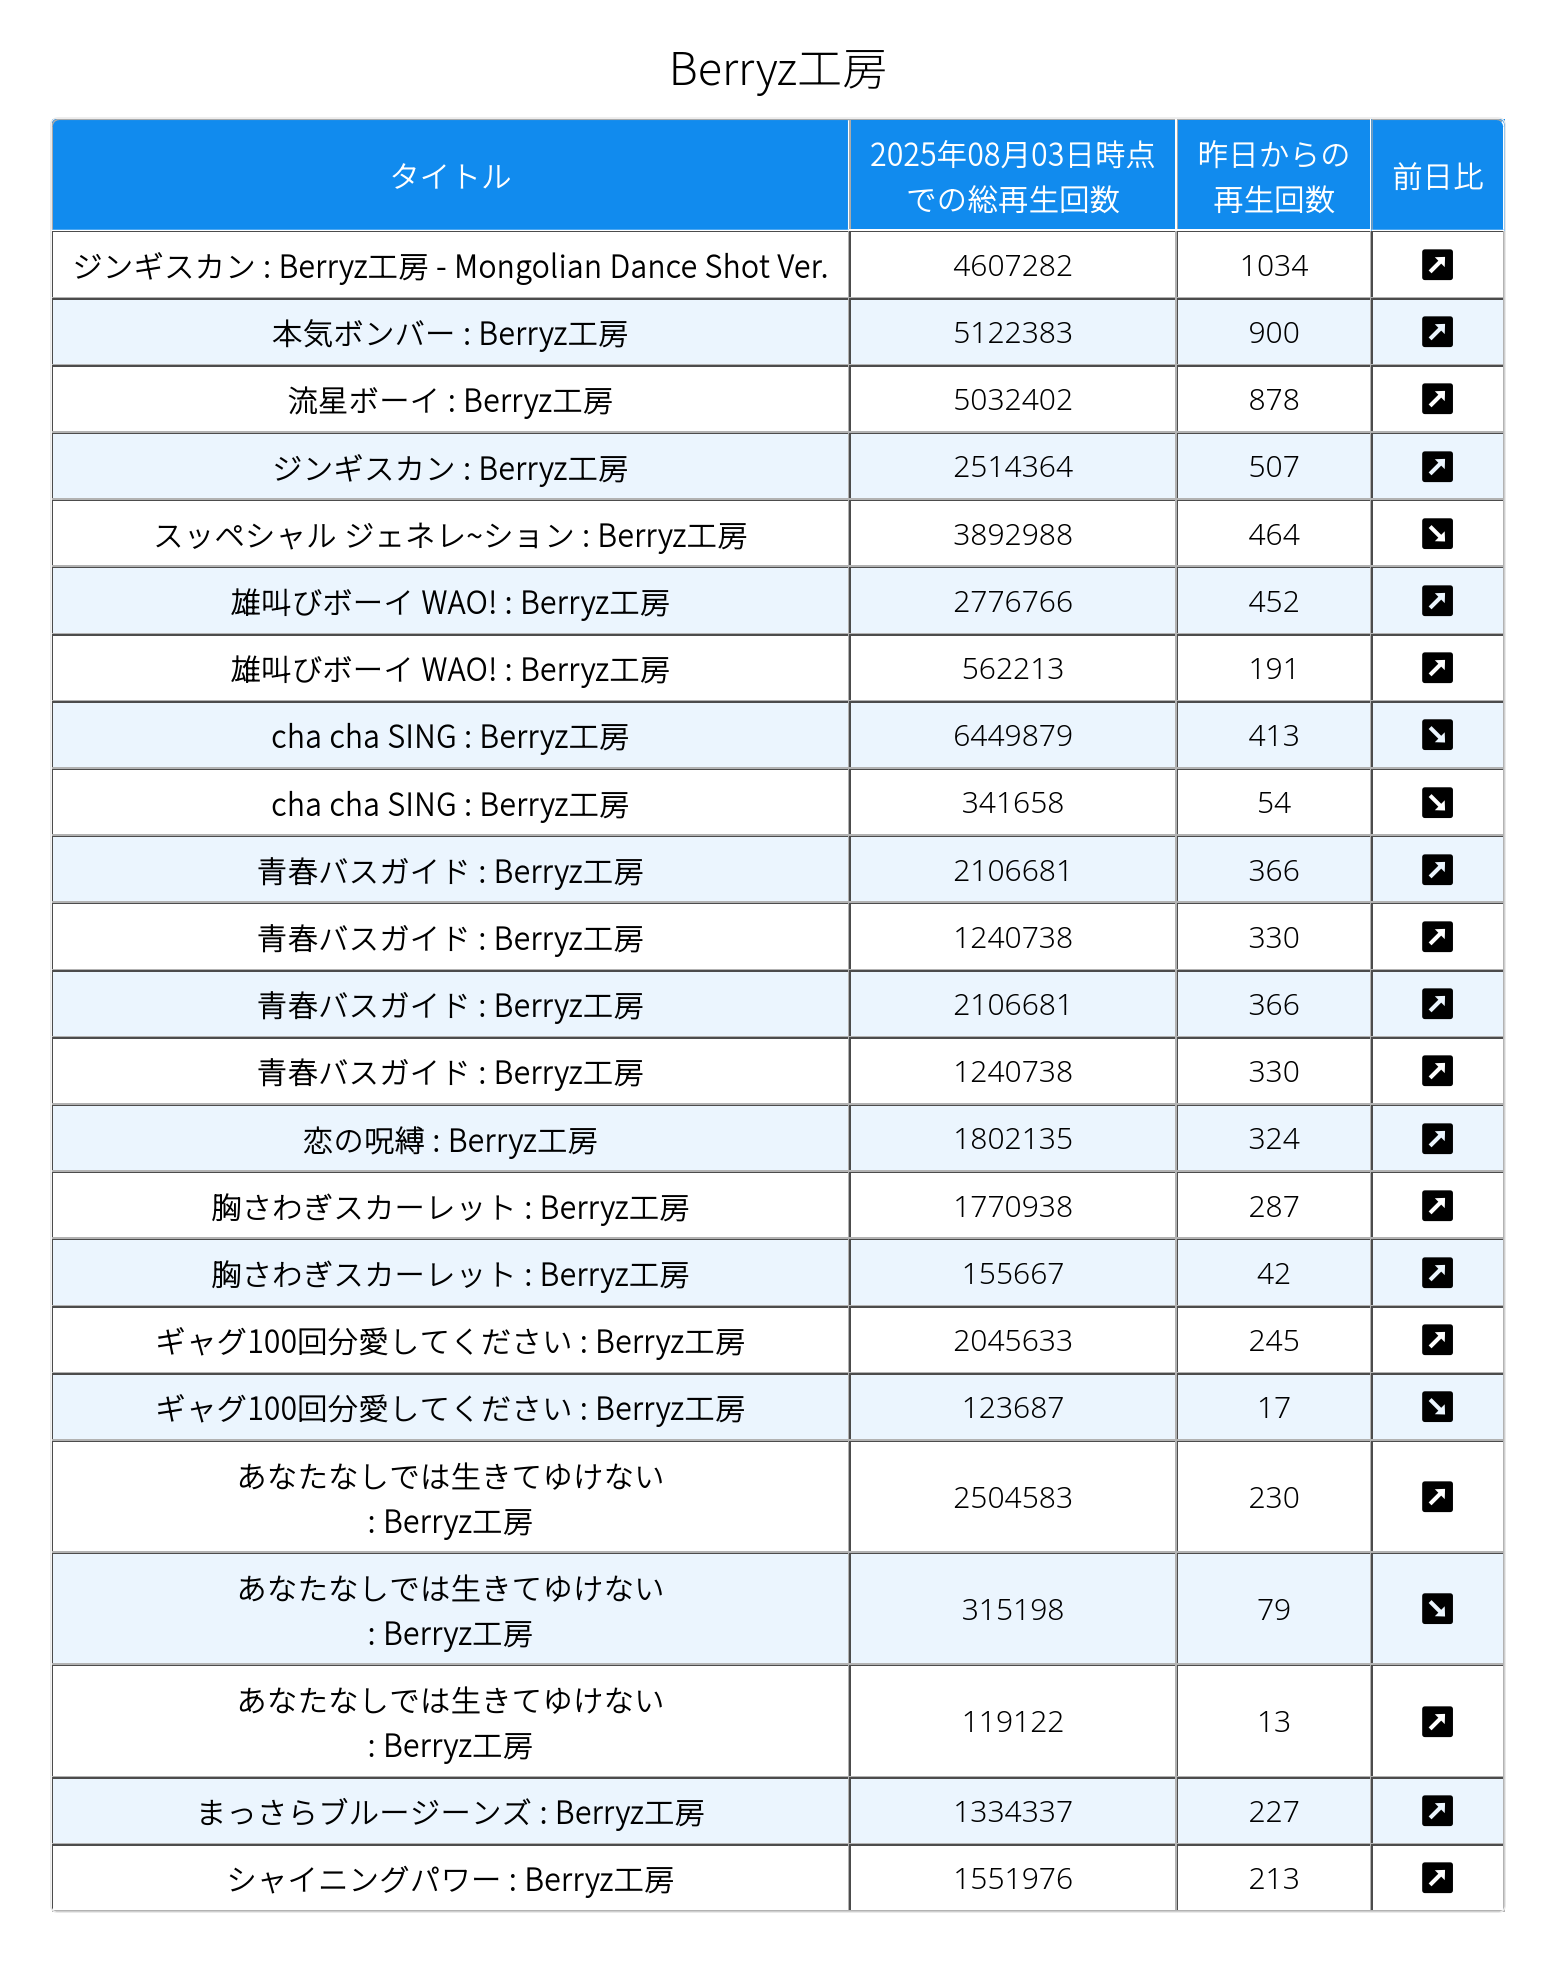 Berryz工房
タイトル
2025年08月03日時点
での総再生回数
昨日からの
再生回数
前日比
ジンギスカン : Berryz工房 - Mongolian Dance Shot Ver. 4607282 1034
本気ボンバー : Berryz工房 5122383 900
流星ボーイ : Berryz工房 5032402 878
ジンギスカン : Berryz工房 2514364 507
スッペシャル ジェネレ~ション : Berryz工房 3892988 464
雄叫びボーイ WAO! : Berryz工房 2776766 452
雄叫びボーイ WAO! : Berryz工房 562213 191
cha cha SING : Berryz工房 6449879 413
cha cha SING : Berryz工房 341658 54
青春バスガイド : Berryz工房 2106681 366
青春バスガイド : Berryz工房 1240738 330
青春バスガイド : Berryz工房 2106681 366
青春バスガイド : Berryz工房 1240738 330
恋の呪縛 : Berryz工房 1802135 324
胸さわぎスカーレット : Berryz工房 1770938 287
胸さわぎスカーレット : Berryz工房 155667 42
ギャグ100回分愛してください : Berryz工房 2045633 245
ギャグ100回分愛してください : Berryz工房 123687 17
あなたなしでは生きてゆけない
: Berryz工房
2504583 230
あなたなしでは生きてゆけない
: Berryz工房
315198 79
あなたなしでは生きてゆけない
: Berryz工房
119122 13
まっさらブルージーンズ : Berryz工房 1334337 227
シャイニングパワー : Berryz工房 1551976 213